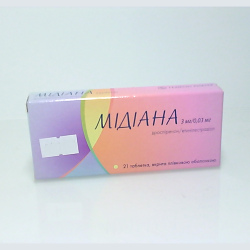 МІДІАНА 3 мг/0,03 мг
21 таблетка, вкрита плівковою оболонкою